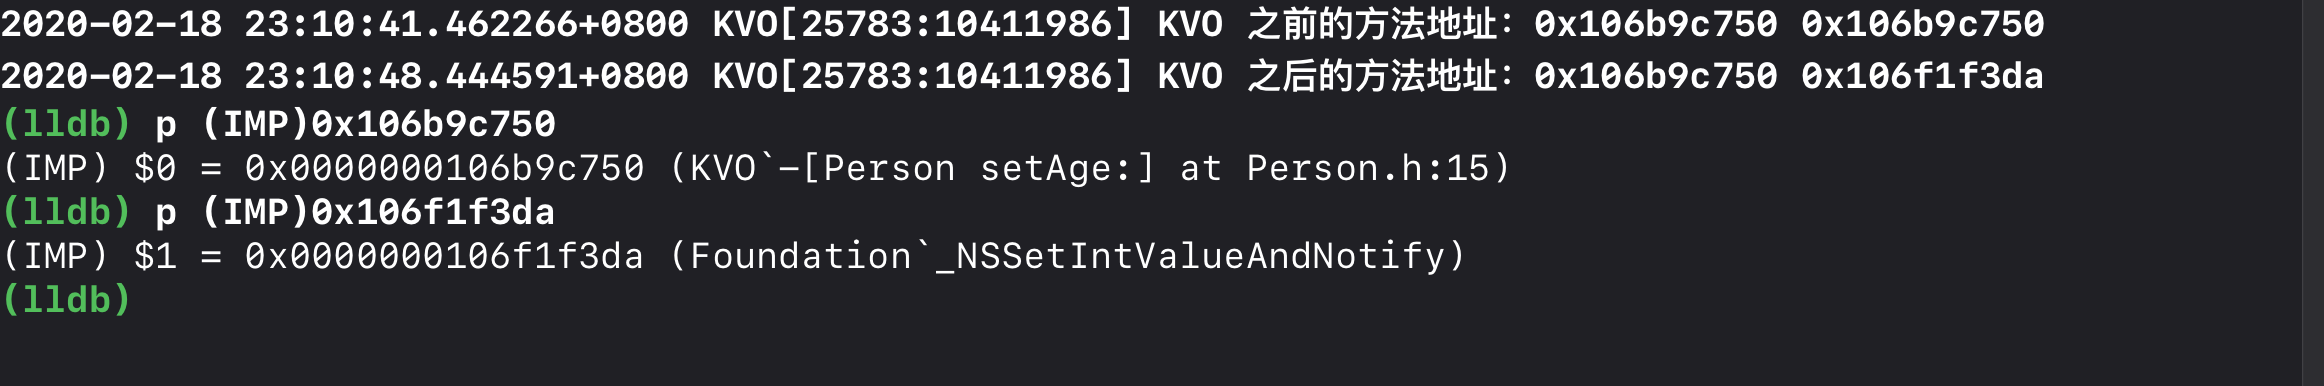 2020-02-18 23:10:41.462266+0800 KVO[25783:10411986] KVO 之前的方法地址：0x106b9c750 0x106b9c750
2020-02-18 23:10:48.444591+0800 KVO[25783:10411986] KVO 之后的方法地址：0x106b9c750 0x106f1f3da
(lldb) p (IMP)0x106b9c750
(IMP) $0 = 0x0000000106b9c750 (KVO`-[Person setAge:] at Person.h:15)
(lldb) p (IMP)0x106f1f3da
(IMP) $1 = 0x0000000106f1f3da (Foundation`_NSSetIntValueAndNotify)
(lldb)